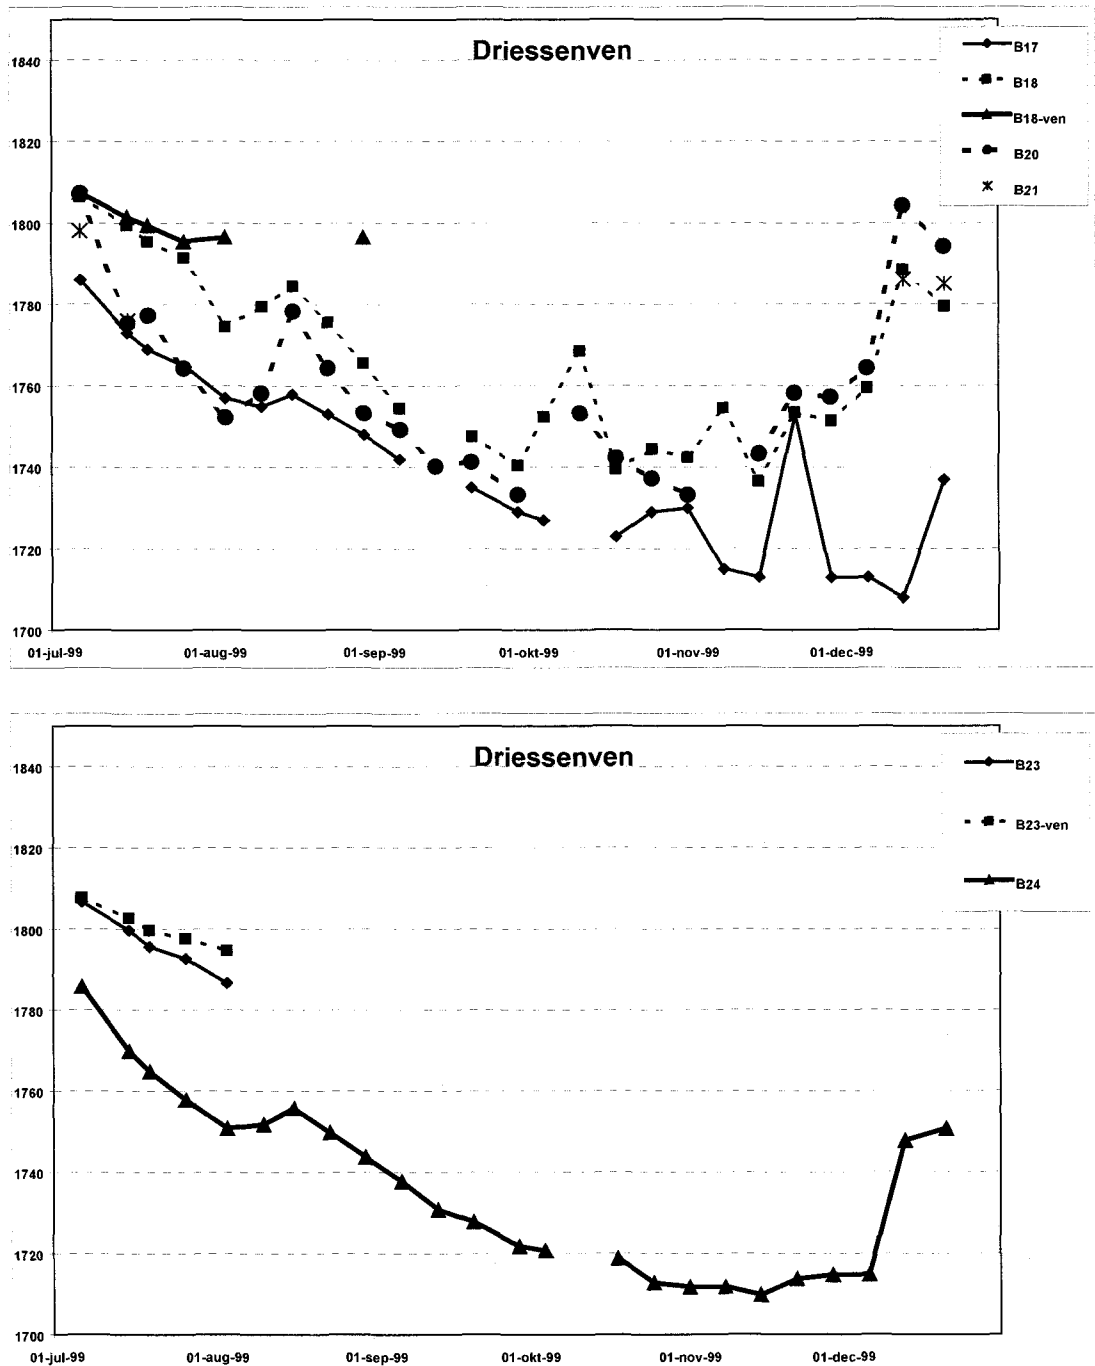 Driessenven
1840
1820
1800
1780
1760
1740
1720
1700
01-jul-99
01-aug-99
01-sep-99
01-okt-99
01-nov-99
01-dec-99
B17
B18
B18-ven
B20
B21
Driessenven
1840
1820
1800
1780
1760
1740
1720
1700
01-jul-99
01-aug-99
01-sep-99
01-okt-99
01-nov-99
01-dec-99
B23
B23-ven
B24